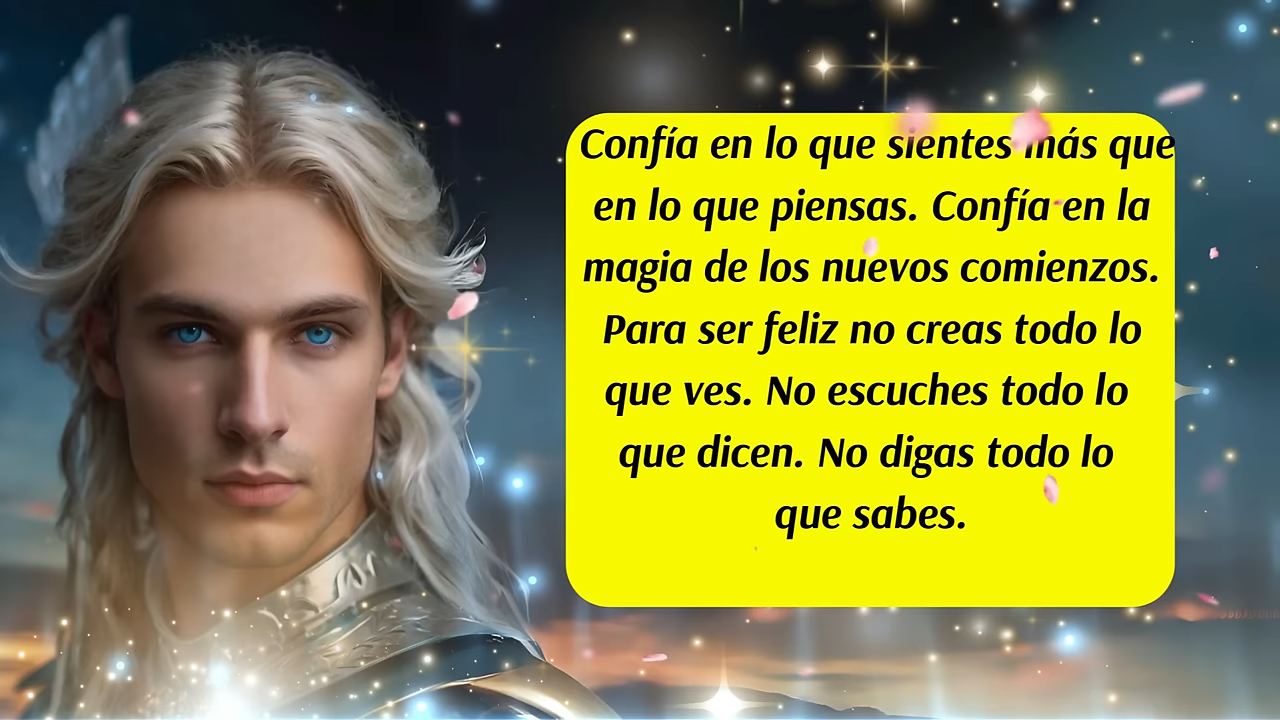 Confía en lo que sientes más que
en lo que piensas. Confía en la
magia de los nuevos comienzos.
Para ser feliz no creas todo lo
que ves. No escuches todo lo
que dicen. No digas todo lo
que sabes.